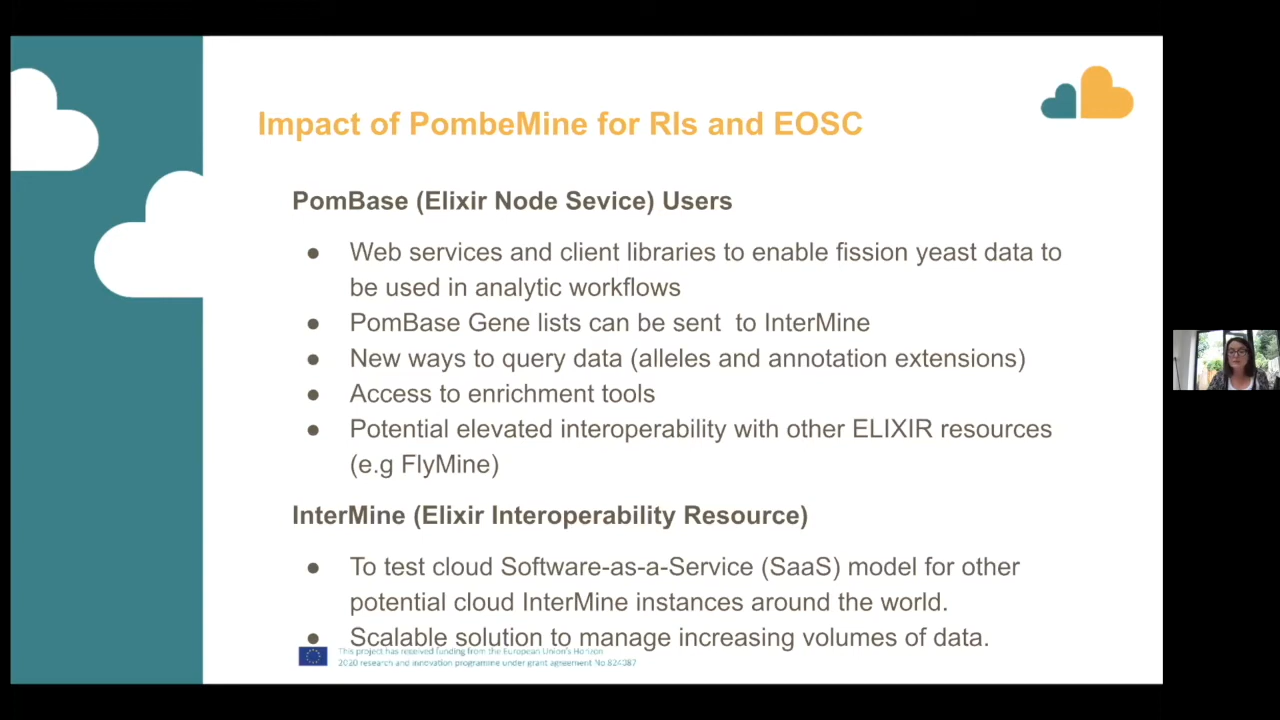 Impact of PombeMine for RIs and EOSC
PomBase (Elixir Node Sevice) Users
● Web services and client libraries to enable fission yeast data to
be used in analytic workflows
● PomBase Gene lists can be sent  to InterMine
● New ways to query data (alleles and annotation extensions)
● Access to enrichment tools
● Potential elevated interoperability with other ELIXIR resources
(e.g FlyMine)
InterMine (Elixir Interoperability Resource)
● To test cloud Software-as-a-Service (SaaS) model for other
potential cloud InterMine instances around the world.
● Scalable solution to manage increasing volumes of data.
This project has received funding from the European Union's Horizon
2020 research and innovation programme under grant agreement No 824087